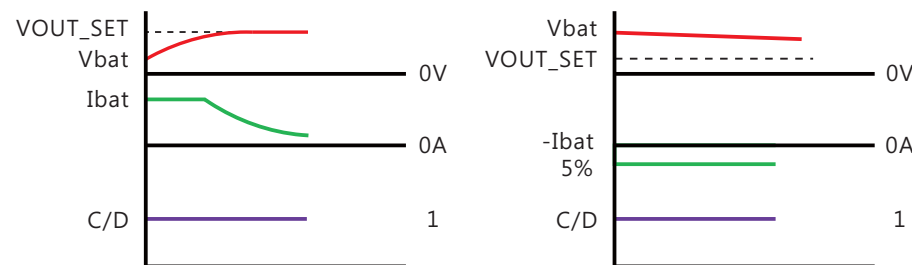 VOUT_SET
Vbat
0V
Ibat
0A
C/D
1
Vbat
VOUT_SET
0V
-Ibat
0A
5%
C/D
1